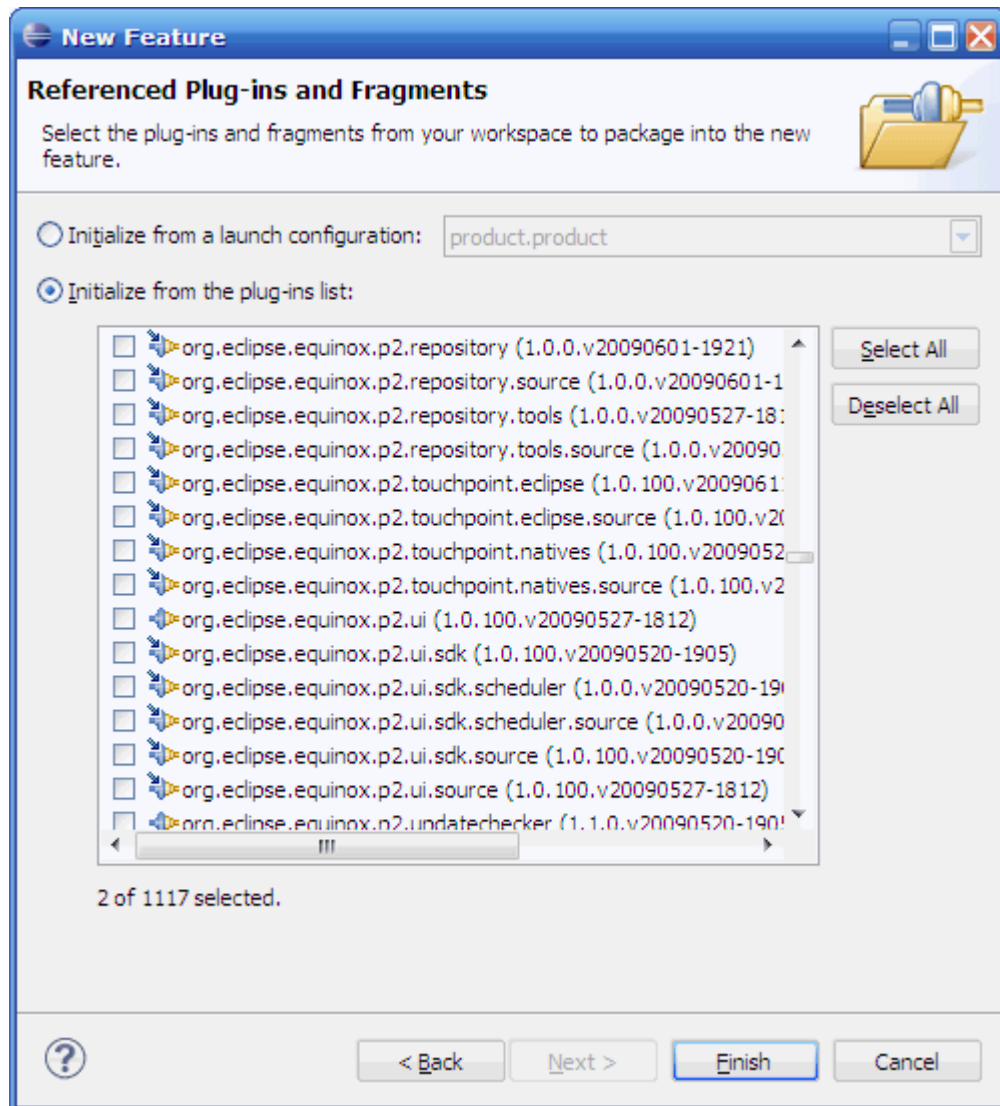 New Feature
Referenced Plug-ins and Fragments
Select the plug-ins and fragments from your workspace to package into the new
feature.
Initialize from a launch configuration: product.product
Initialize from the plug-ins list:
org.eclipse.equinox.p2.repository (1.0.0.v20090601-1921)
Select All
org.eclipse.equinox.p2.repository.source (1.0.0.v20090601-1
org.eclipse.equinox.p2.repository.tools (1.0.0.v20090527-181
Deselect All
org.eclipse.equinox.p2.repository.tools.source (1.0.0.v20090
org.eclipse.equinox.p2.touchpoint.eclipse (1.0.100.v20090611
org.eclipse.equinox.p2.touchpoint.eclipse.source (1.0.100.v20
org.eclipse.equinox.p2.touchpoint.natives (1.0.100.v2009052
org.eclipse.equinox.p2.touchpoint.natives.source (1.0.100.v2
org.eclipse.equinox.p2.ui (1.0.100.v20090527-1812)
org.eclipse.equinox.p2.ui.sdk (1.0.100.v20090520-1905)
org.eclipse.equinox.p2.ui.sdk.scheduler (1.0.0.v20090520-190
org.eclipse.equinox.p2.ui.sdk.scheduler.source (1.0.0.v20090
org.eclipse.equinox.p2.ui.sdk.source (1.0.100.v20090520-190
org.eclipse.equinox.p2.ui.source (1.0.100.v20090527-1812)
org.eclipse.equinox.p2.updatechecker (1.1.0.v20090520-1905
2 of 1117 selected.
? < Back Next > Finish Cancel